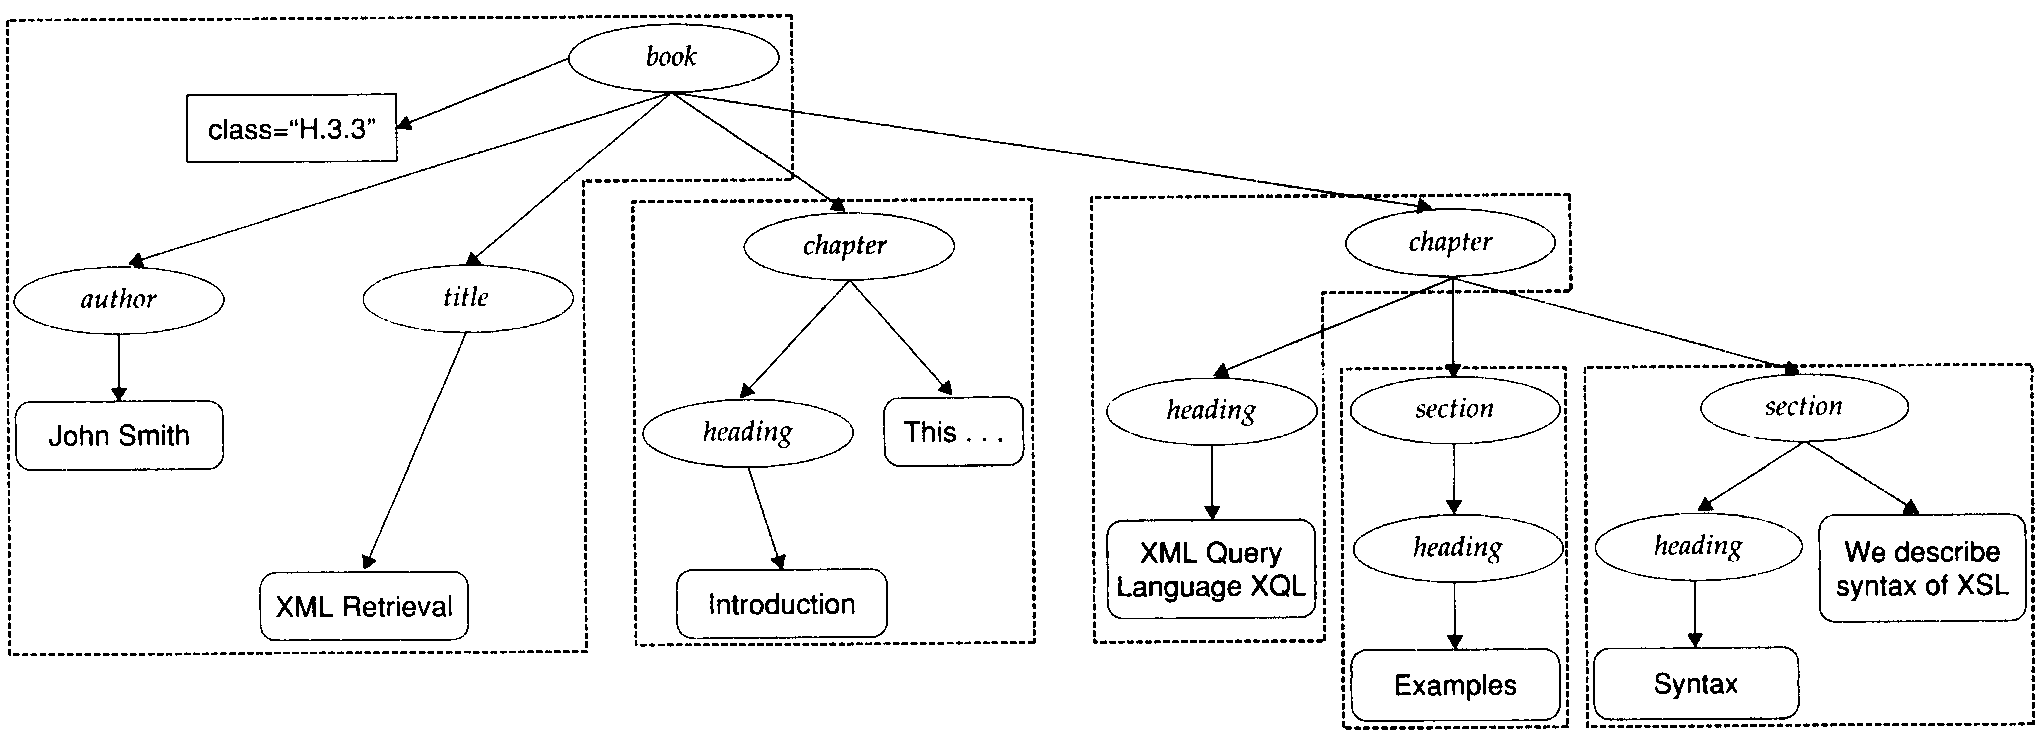 book
class="H.3.3"
chapter
chapter
author
title
heading
section
section
John Smith
heading
This . . .
XML Query
Language XQL
heading
heading
We describe
syntax of XSL
XML Retrieval
Introduction
Examples
Syntax